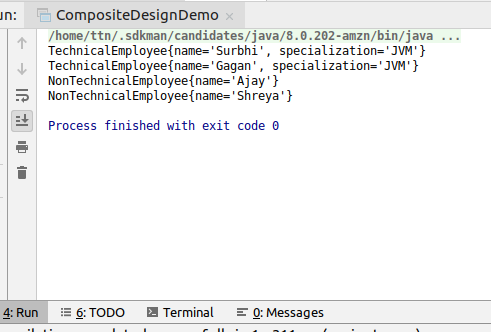 un: CompositeDesignDemo ×
/home/ttn/.sdkman/candidates/java/8.0.202-amzn/bin/java ...
TechnicalEmployee{name='Surbhi', specialization='JVM'}
TechnicalEmployee{name='Gagan', specialization='JVM'}
NonTechnicalEmployee{name='Ajay'}
NonTechnicalEmployee{name='Shreya'}
Process finished with exit code 0
4: Run 6: TODO Terminal 0: Messages